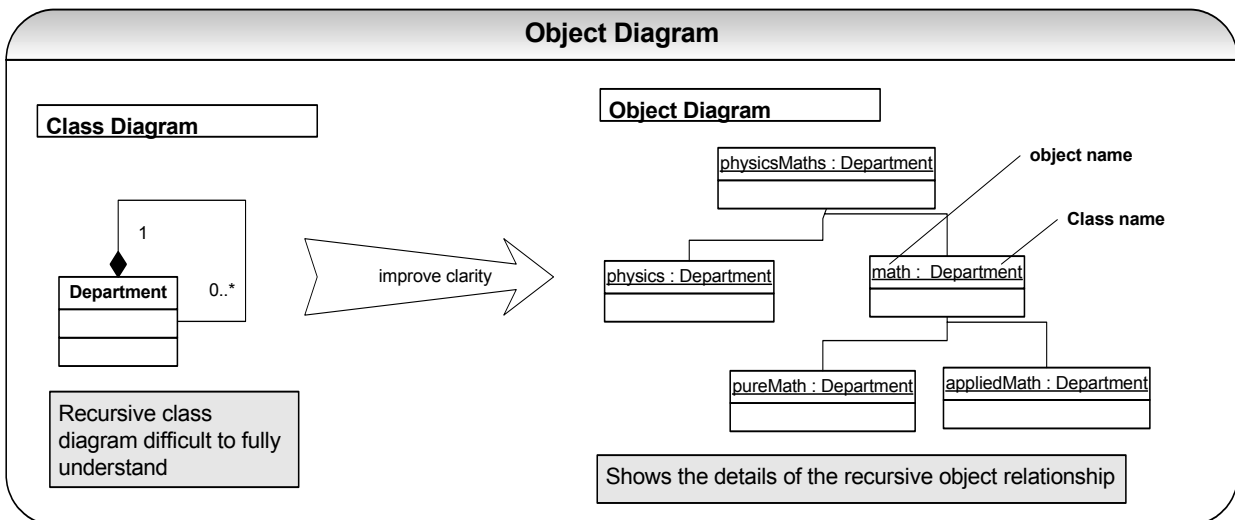 Object Diagram
Class Diagram
1
Department
0..*
Recursive class
diagram difficult to fully
understand
improve clarity
Object Diagram
physicsMaths : Department
object name
Class name
physics : Department
math :  Department
pureMath : Department
appliedMath : Department
Shows the details of the recursive object relationship